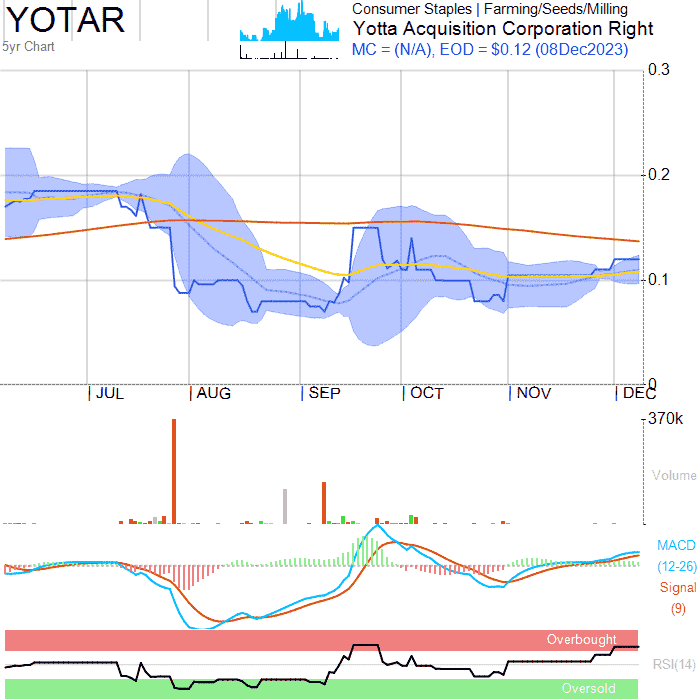 YOTAR
5yr Chart
Consumer Staples | Farming/Seeds/Milling
Yotta Acquisition Corporation Right
MC = (N/A), EOD = $0.12 (08Dec2023)
0.3
0.2
0.1
0
JUL AUG SEP OCT NOV DEC
370k
Volume
MACD
(12-26)
Signal
(9)
Overbought
RSI(14)
Oversold